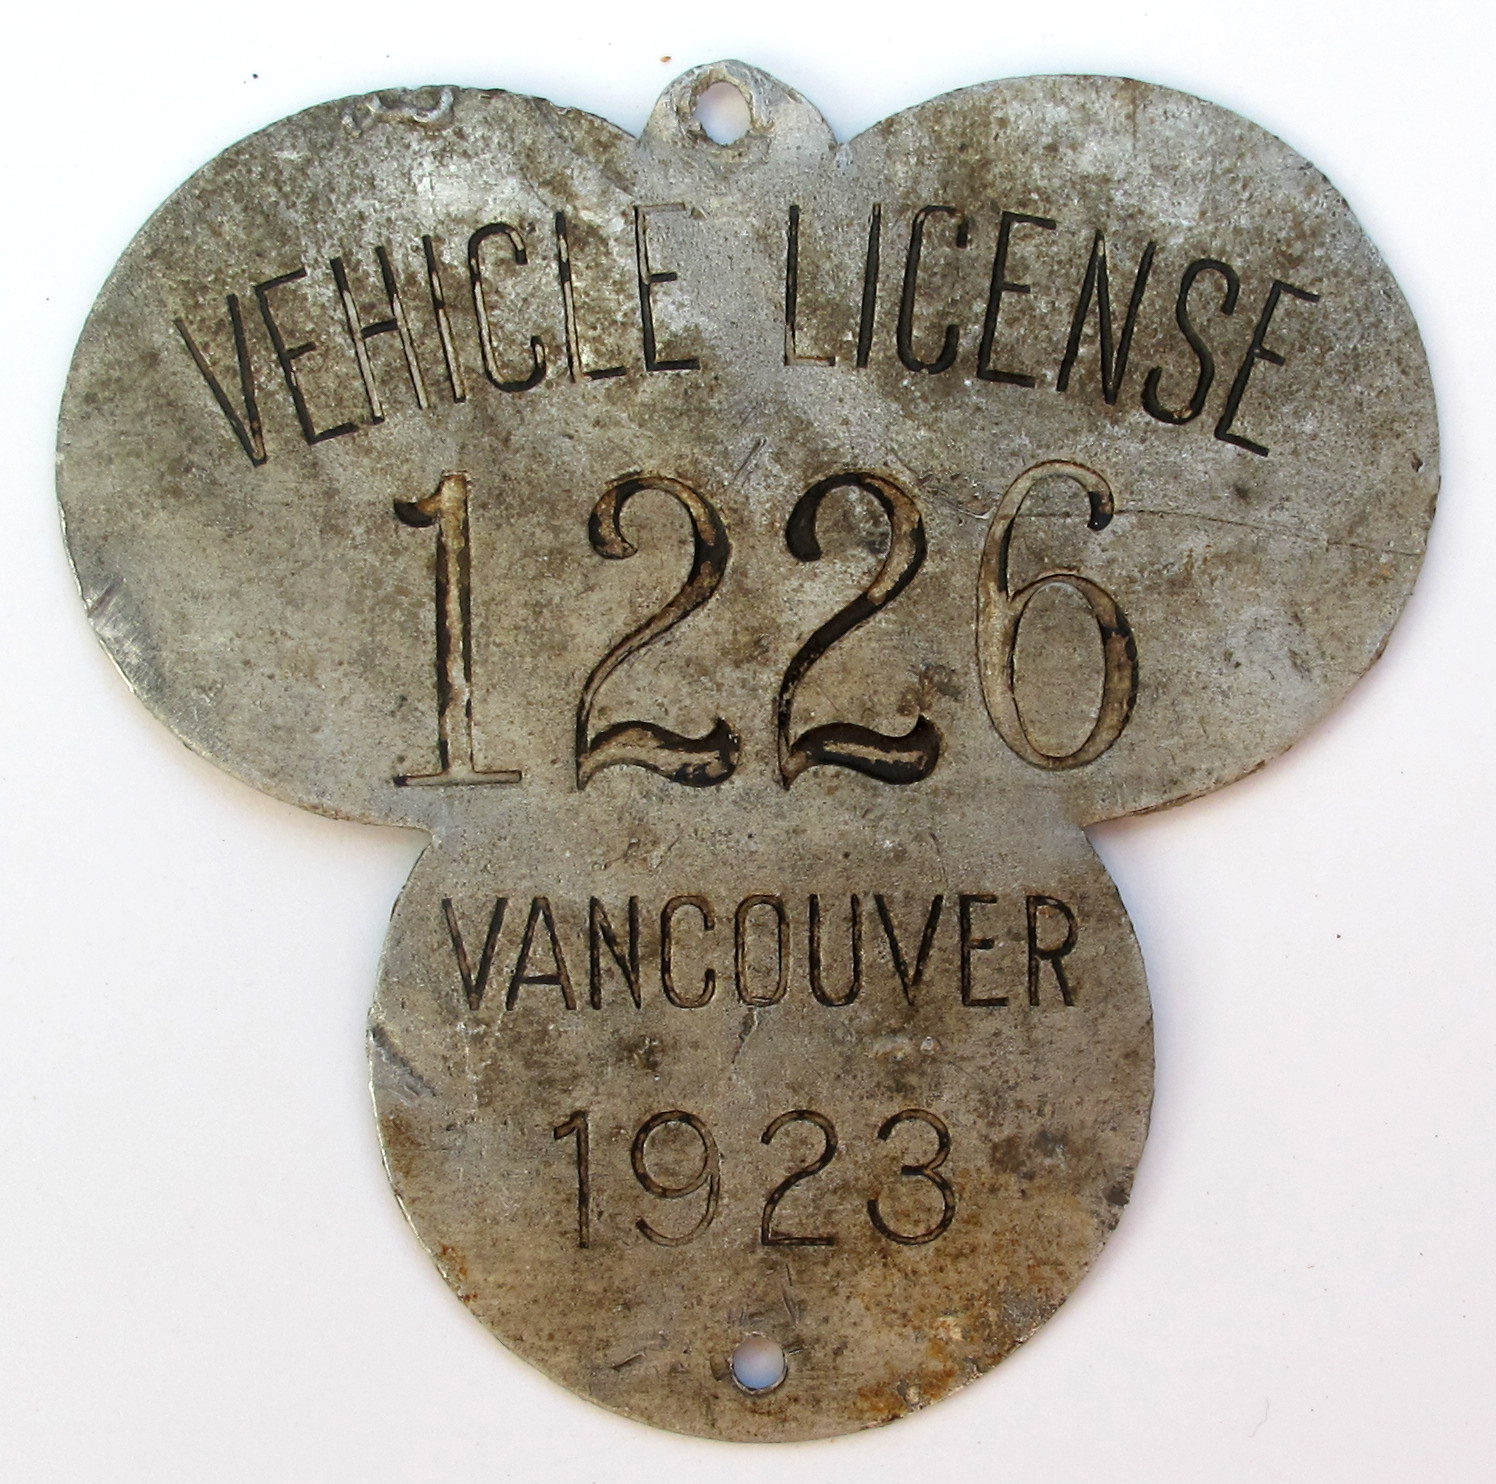 VEHICLE LICENSE
1226
VANCOUVER
1923